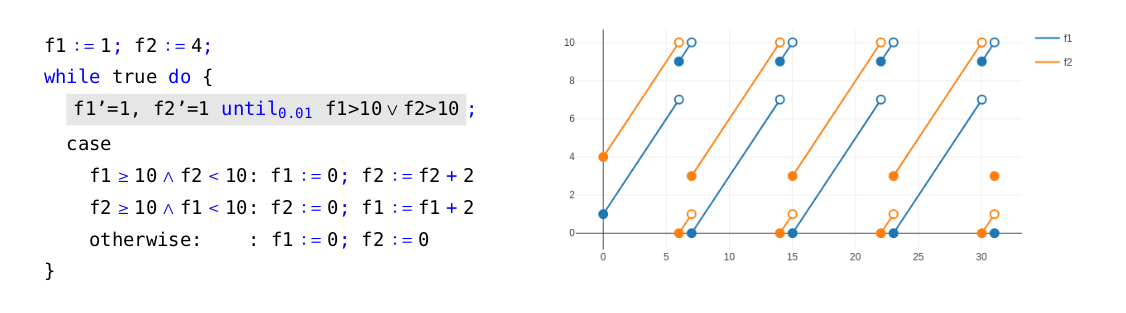 f1 := 1; f2 := 4;
while true do {
f1’=1, f2’=1 until0.01 f1>10 ∨ f2>10 ;
case
f1 ≥ 10 ∧ f2 < 10: f1 := 0; f2 := f2 + 2
f2 ≥ 10 ∧ f1 < 10: f2 := 0; f1 := f1 + 2
otherwise: : f1 := 0; f2 := 0
}
10
8
6
4
2
0
0 5 10 15 20 25 30
f1
f2